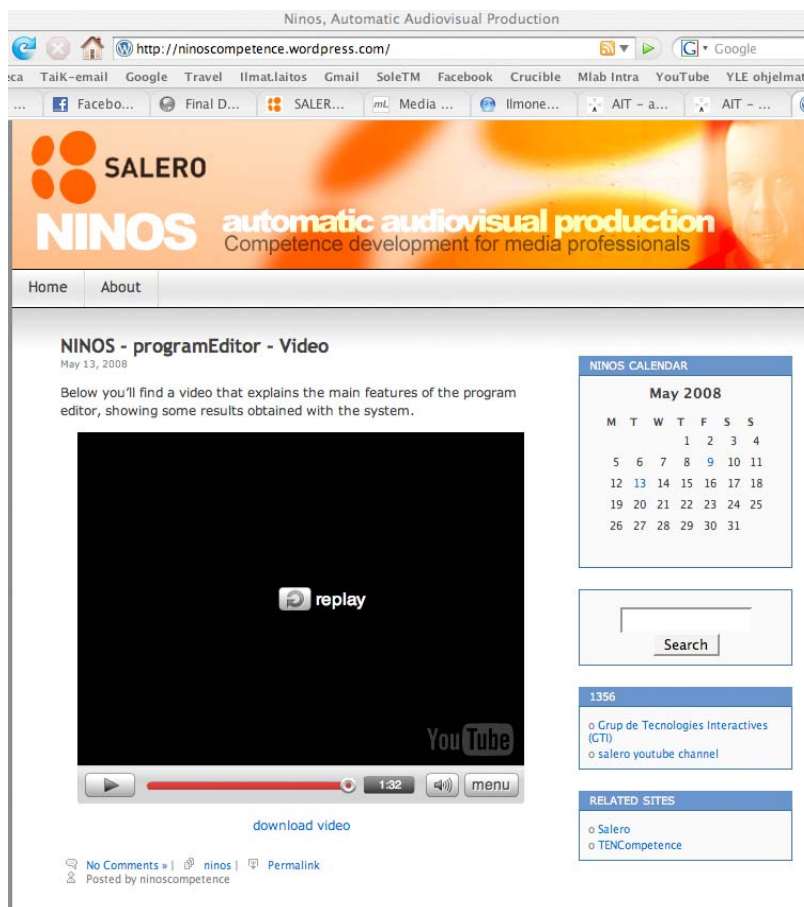 Ninos, Automatic Audiovisual Production
http://ninoscompetence.wordpress.com/
Google
eca TaiK-email Google Travel Ilmat.laitos Gmail SoleTM Facebook Crucible Mlab Intra YouTube YLE ohjelmat
... Facebo... Final D... SALER... mL Media ... Ilmone... AIT - a... AIT - ...
SALERO
NINOS automatic audiovisual production
Competence development for media professionals
Home About
NINOS - programEditor - Video
May 13, 2008
Below you'll find a video that explains the main features of the program
editor, showing some results obtained with the system.
replay
YouTube
1:32 menu
download video
No Comments » | ninos | Permalink
Posted by ninoscompetence
NINOS CALENDAR
May 2008
M T W T F S S
1 2 3 4
5 6 7 8 9 10 11
12 13 14 15 16 17 18
19 20 21 22 23 24 25
26 27 28 29 30 31
Search
1356
o Grup de Tecnologies Interactives
(GTI)
o salero youtube channel
RELATED SITES
o Salero
o TENCompetence